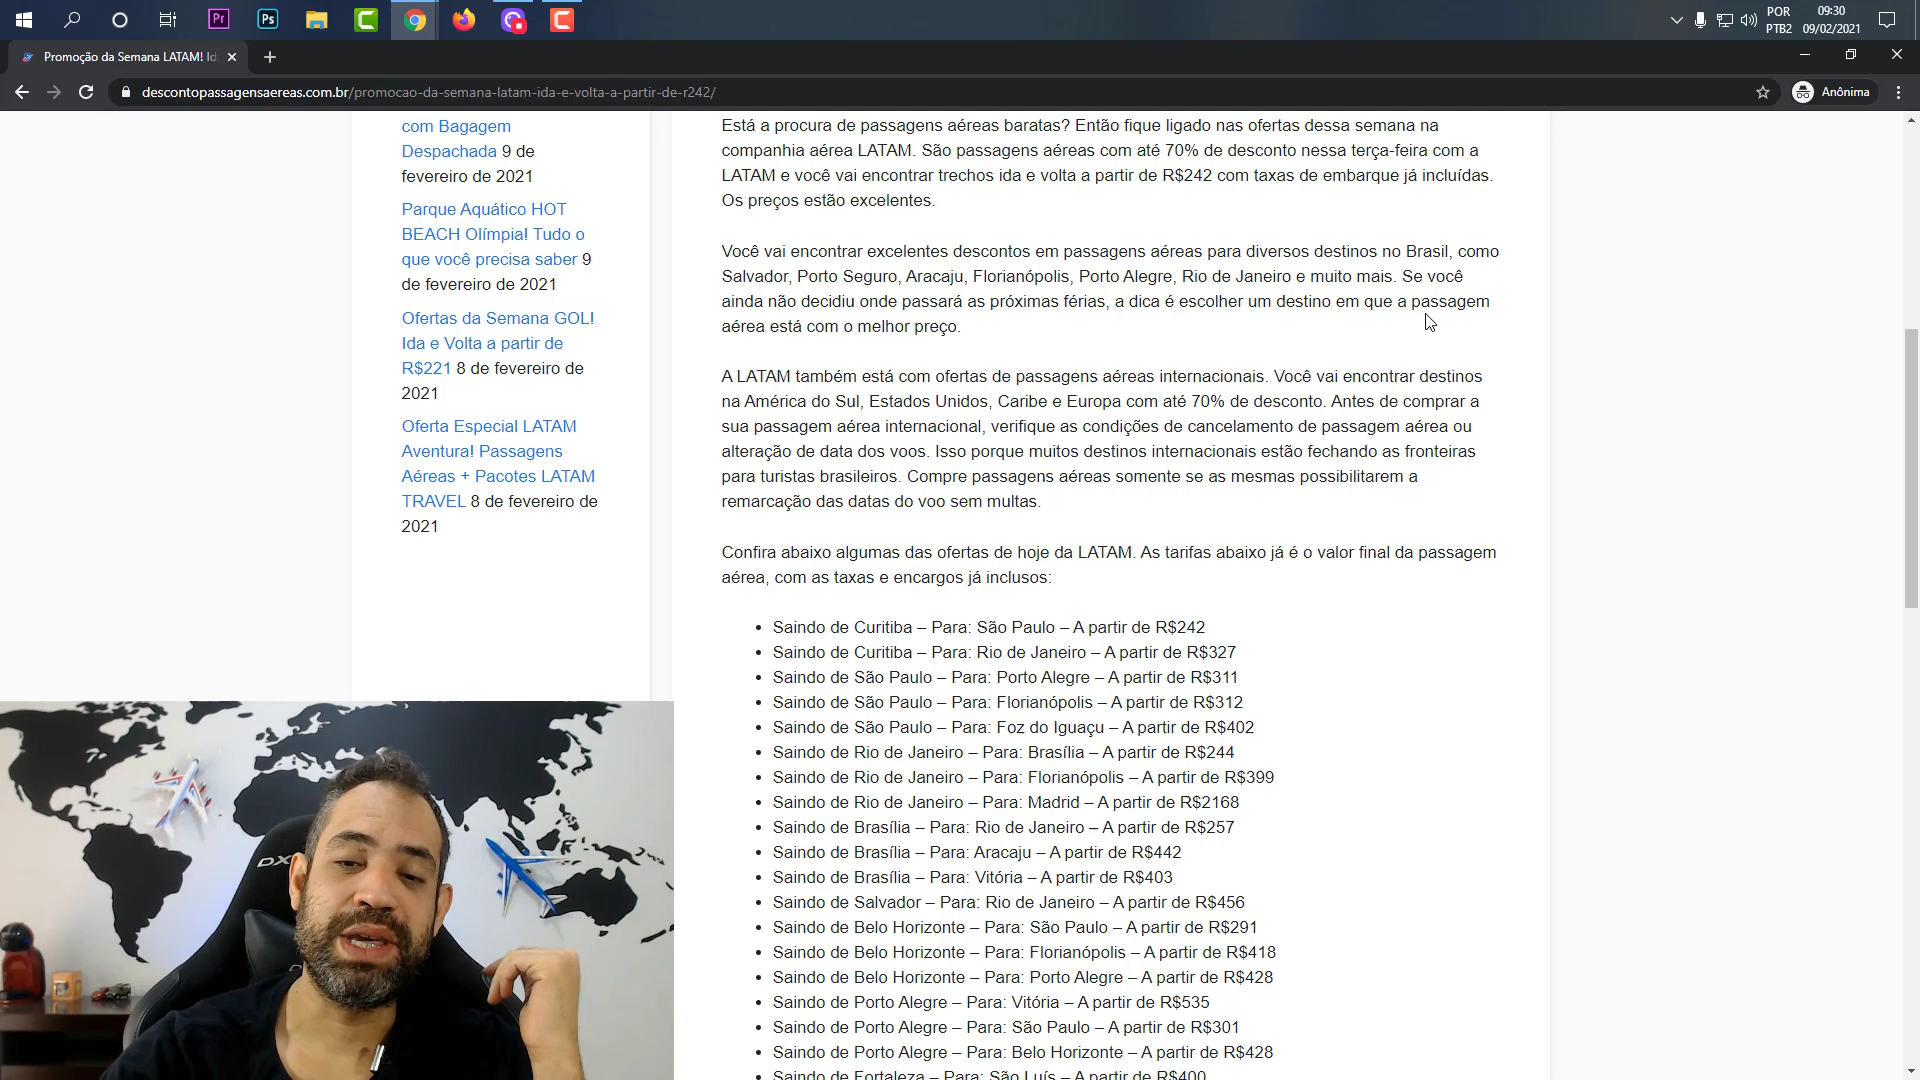 Pr
Ps
POR
PTB2
09:30
09/02/2021
Promoção da Semana LATAM! Id
descontopassagensaereas.com.br/promocao-da-semana-latam-ida-e-volta-a-partir-de-r242/
Anônima
com Bagagem
Despachada 9 de
fevereiro de 2021
Parque Aquático HOT
BEACH Olímpia! Tudo o
que você precisa saber 9
de fevereiro de 2021
Ofertas da Semana GOL!
Ida e Volta a partir de
R$221 8 de fevereiro de
2021
Oferta Especial LATAM
Aventura! Passagens
Aéreas + Pacotes LATAM
TRAVEL 8 de fevereiro de
2021
Está a procura de passagens aéreas baratas? Então fique ligado nas ofertas dessa semana na
companhia aérea LATAM. São passagens aéreas com até 70% de desconto nessa terça-feira com a
LATAM e você vai encontrar trechos ida e volta a partir de R$242 com taxas de embarque já incluídas.
Os preços estão excelentes.
Você vai encontrar excelentes descontos em passagens aéreas para diversos destinos no Brasil, como
Salvador, Porto Seguro, Aracaju, Florianópolis, Porto Alegre, Rio de Janeiro e muito mais. Se você
ainda não decidiu onde passará as próximas férias, a dica é escolher um destino em que a passagem
aérea está com o melhor preço.
A LATAM também está com ofertas de passagens aéreas internacionais. Você vai encontrar destinos
na América do Sul, Estados Unidos, Caribe e Europa com até 70% de desconto. Antes de comprar a
sua passagem aérea internacional, verifique as condições de cancelamento de passagem aérea ou
alteração de data dos voos. Isso porque muitos destinos internacionais estão fechando as fronteiras
para turistas brasileiros. Compre passagens aéreas somente se as mesmas possibilitarem a
remarcação das datas do voo sem multas.
Confira abaixo algumas das ofertas de hoje da LATAM. As tarifas abaixo já é o valor final da passagem
aérea, com as taxas e encargos já inclusos:
• Saindo de Curitiba – Para: São Paulo – A partir de R$242
• Saindo de Curitiba – Para: Rio de Janeiro – A partir de R$327
• Saindo de São Paulo – Para: Porto Alegre – A partir de R$311
• Saindo de São Paulo – Para: Florianópolis – A partir de R$312
• Saindo de São Paulo – Para: Foz do Iguaçu – A partir de R$402
• Saindo de Rio de Janeiro – Para: Brasília – A partir de R$244
• Saindo de Rio de Janeiro – Para: Florianópolis – A partir de R$399
• Saindo de Rio de Janeiro – Para: Madrid – A partir de R$2168
• Saindo de Brasília – Para: Rio de Janeiro – A partir de R$257
• Saindo de Brasília – Para: Aracaju – A partir de R$442
• Saindo de Brasília – Para: Vitória – A partir de R$403
• Saindo de Salvador – Para: Rio de Janeiro – A partir de R$456
• Saindo de Belo Horizonte – Para: São Paulo – A partir de R$291
• Saindo de Belo Horizonte – Para: Florianópolis – A partir de R$418
• Saindo de Belo Horizonte – Para: Porto Alegre – A partir de R$428
• Saindo de Porto Alegre – Para: Vitória – A partir de R$535
• Saindo de Porto Alegre – Para: São Paulo – A partir de R$301
• Saindo de Porto Alegre – Para: Belo Horizonte – A partir de R$428
• Saindo de Fortaleza – Para: São Luís – A partir de R$400
DX